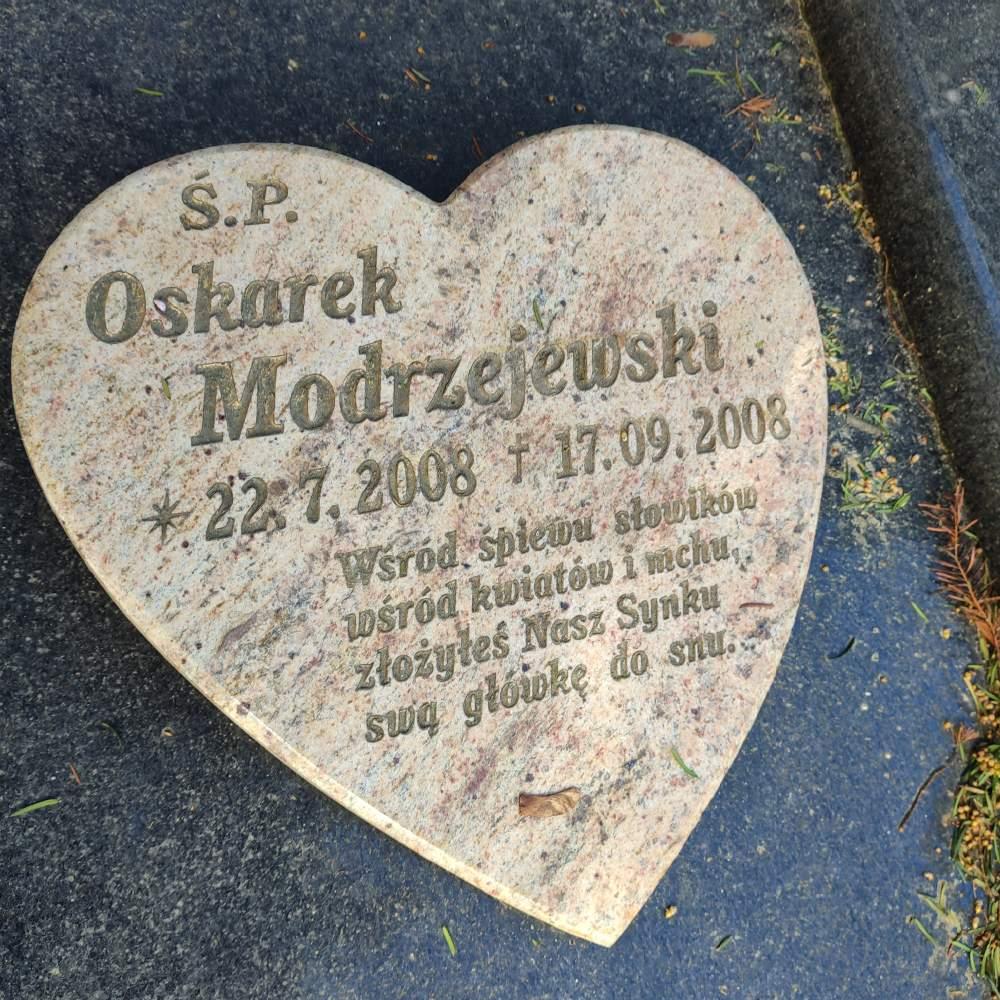 Ś.P.
Oskarek
Modrzejewski
* 22.7.2008 † 17.09.2008
Wśród śpiewu słowików
wśród kwiatów i mchu,
złożyłeś Nasz Synku
swą główkę do snu...